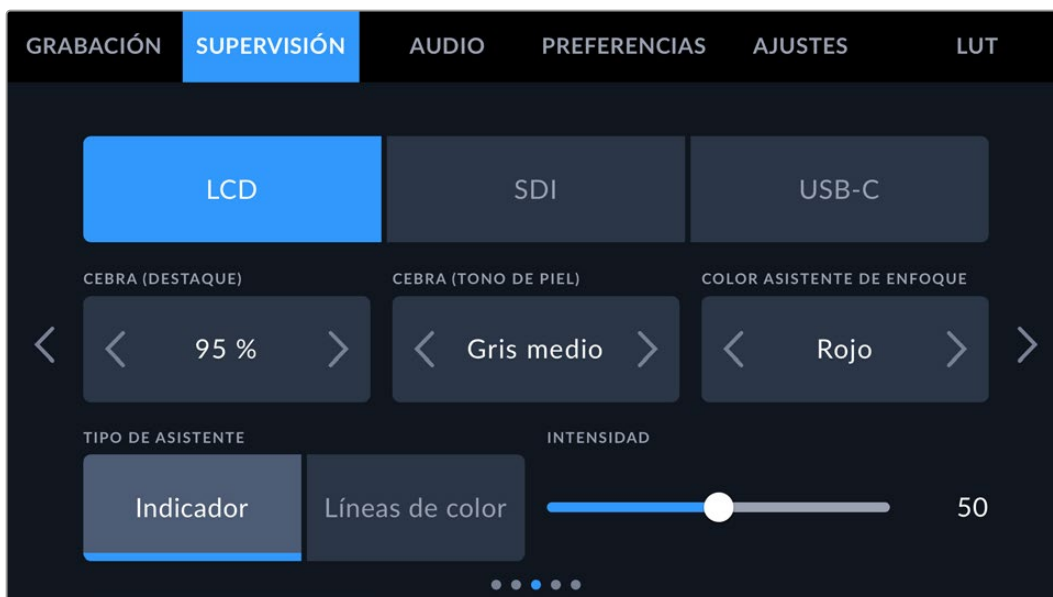 GRABACIÓN SUPERVISIÓN AUDIO PREFERENCIAS AJUSTES LUT
LCD SDI USB-C
CEBRA (DESTAQUE) CEBRA (TONO DE PIEL) COLOR ASISTENTE DE ENFOQUE
95 % Gris medio Rojo
TIPO DE ASISTENTE INTENSIDAD
Indicador Líneas de color 50